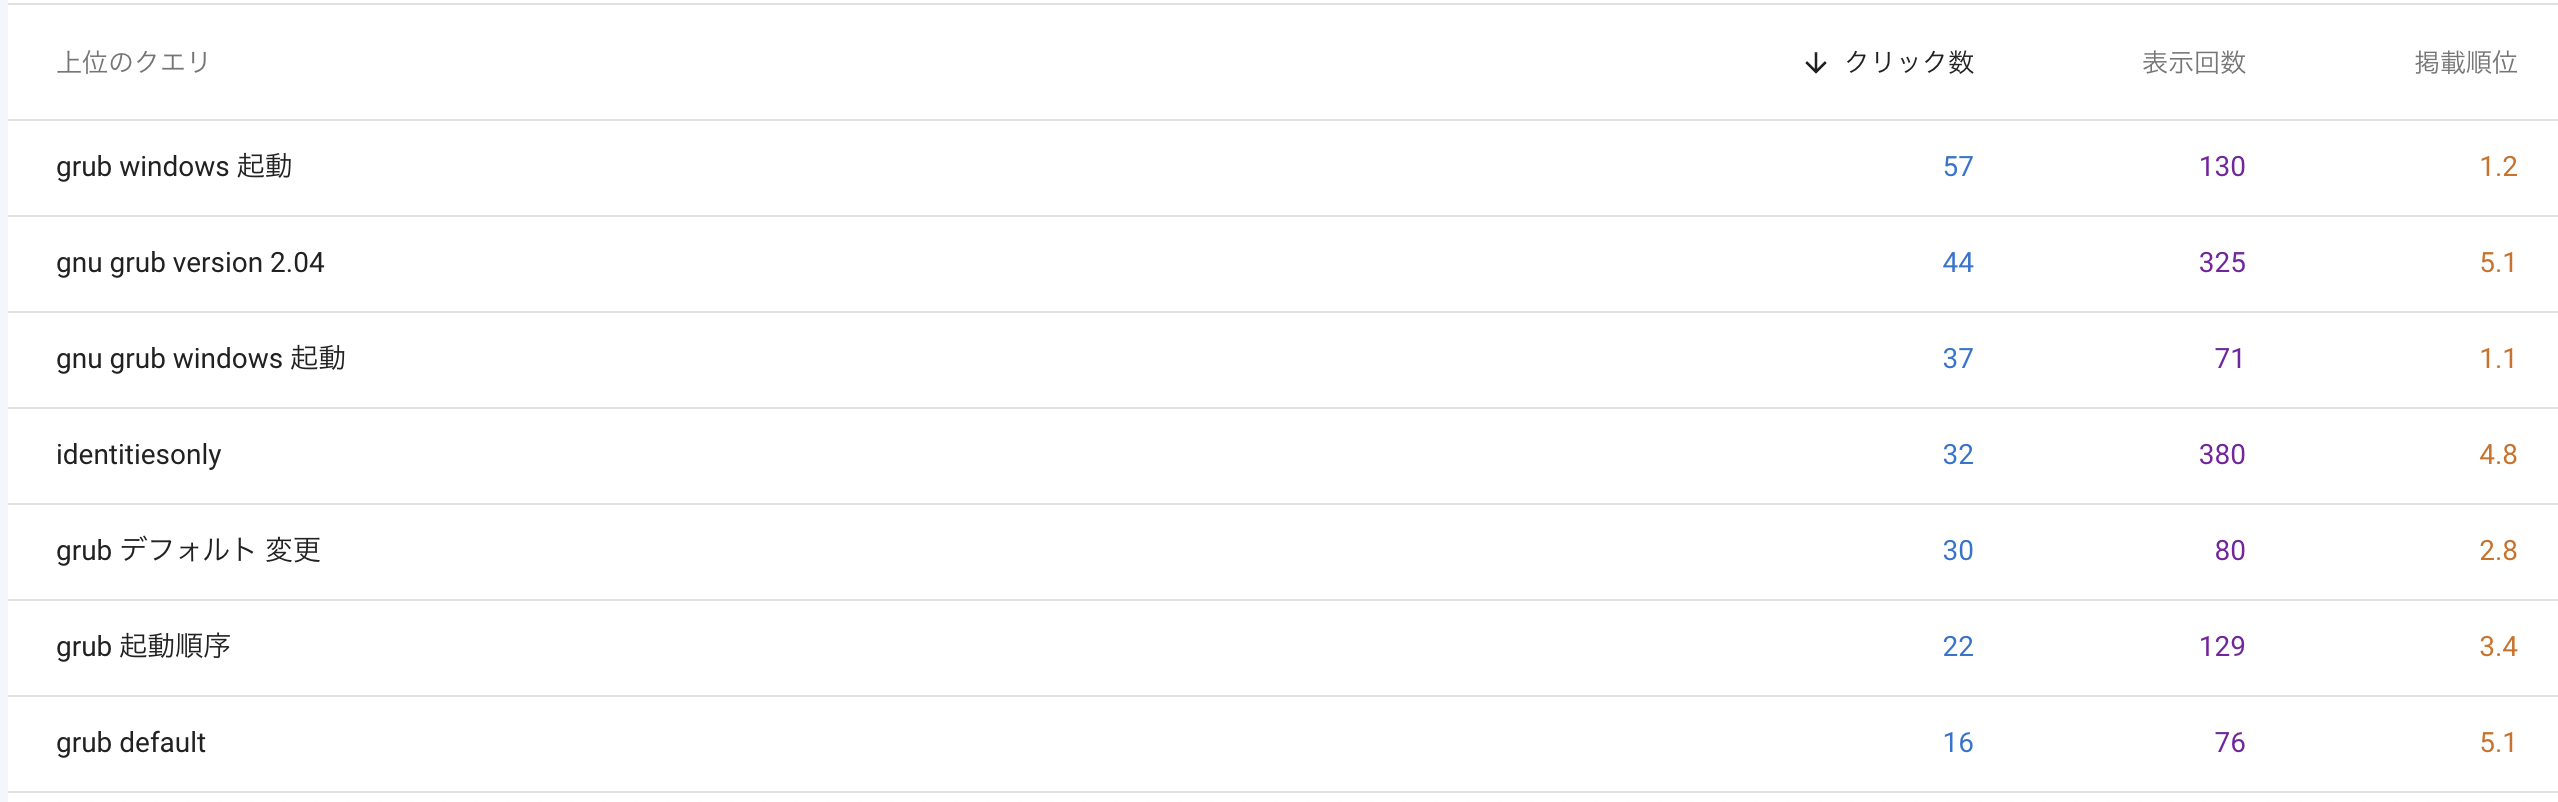 上位のクエリ ↓ クリック数 表示回数 掲載順位
grub windows 起動 57 130 1.2
gnu grub version 2.04 44 325 5.1
gnu grub windows 起動 37 71 1.1
identitiesonly 32 380 4.8
grub デフォルト 変更 30 80 2.8
grub 起動順序 22 129 3.4
grub default 16 76 5.1